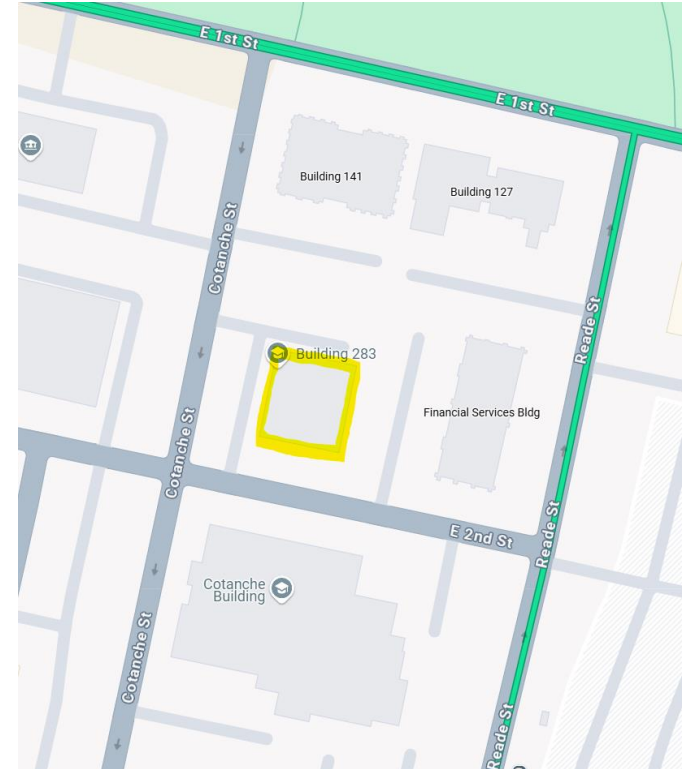 E 1st St
E 1st St
Building 141
Building 127
Cotanche St
Reade St
Building 283
Financial Services Bldg
Cotanche St
E 2nd St
Reade St
Cotanche
Building
Cotanche St
Reade St